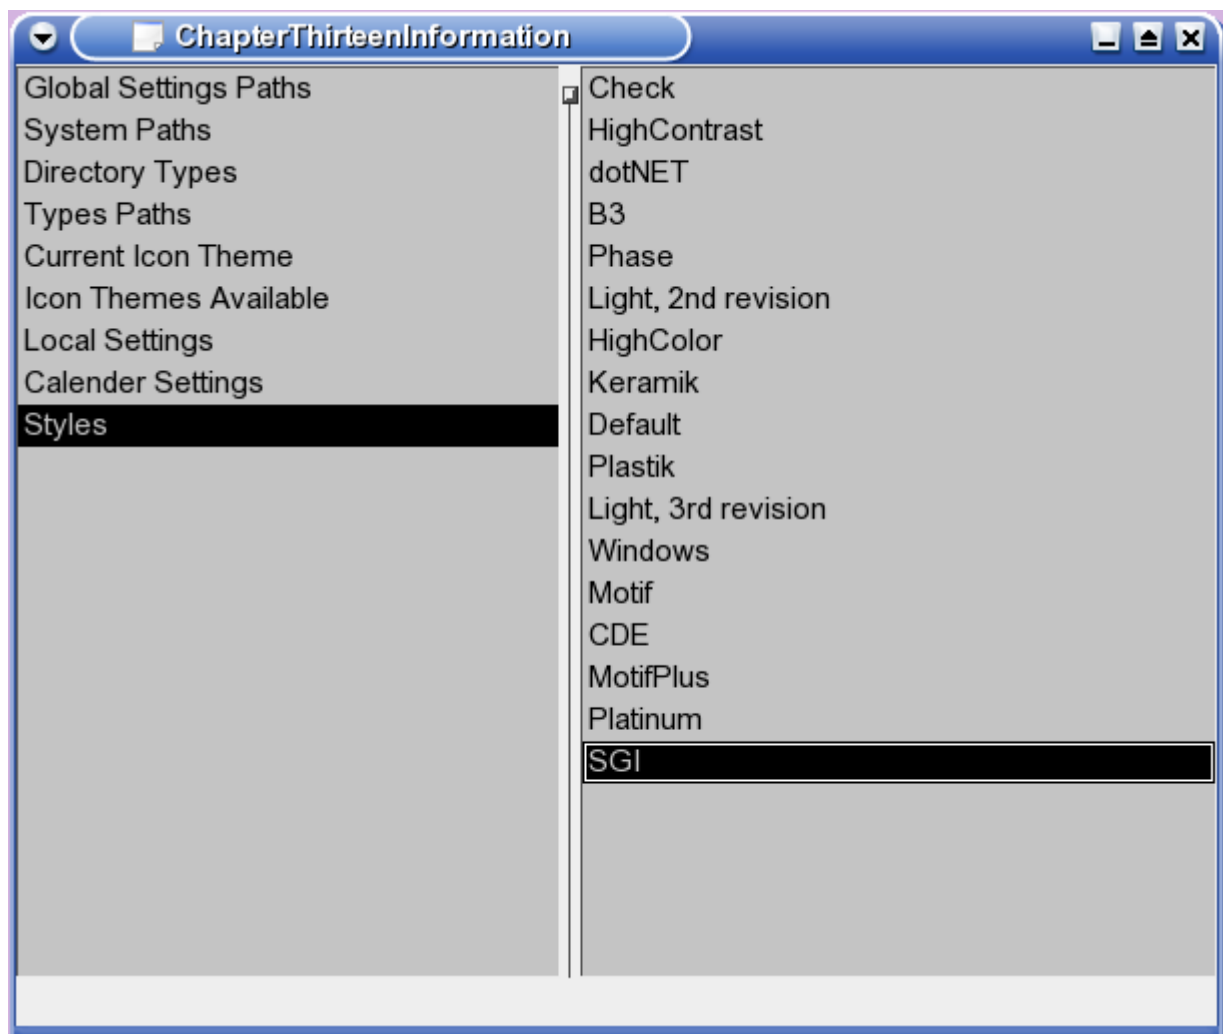 ChapterThirteenInformation
Global Settings Paths
System Paths
Directory Types
Types Paths
Current Icon Theme
Icon Themes Available
Local Settings
Calender Settings
Styles
Check
HighContrast
dotNET
B3
Phase
Light, 2nd revision
HighColor
Keramik
Default
Plastik
Light, 3rd revision
Windows
Motif
CDE
MotifPlus
Platinum
SGI